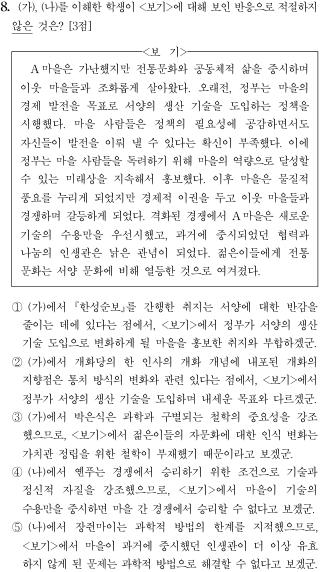 8. (가), (나)를 이해한 학생이 <보기>에 대해 보인 반응으로 적절하지
않은 것은? [3점]
<보 기>
A 마을은 가난했지만 전통문화와 공동체적 삶을 중시하며
이웃 마을들과 조화롭게 살아왔다. 오래전, 정부는 마을의
경제 발전을 목표로 서양의 생산 기술을 도입하는 정책을
시행했다. 마을 사람들은 정책의 필요성에 공감하면서도
자신들이 발전을 이뤄 낼 수 있다는 확신이 부족했다. 이에
정부는 마을 사람들을 독려하기 위해 마을의 역량으로 달성할
수 있는 미래상을 지속해서 홍보했다. 이후 마을은 물질적
풍요를 누리게 되었지만 경제적 이권을 두고 이웃 마을들과
경쟁하며 갈등하게 되었다. 격화된 경쟁에서 A 마을은 새로운
기술의 수용만을 우선시했고, 과거에 중시되었던 협력과
나눔의 인생관은 낡은 관념이 되었다. 젊은이들에게 전통
문화는 서양 문화에 비해 열등한 것으로 여겨졌다.
① (가)에서 『한성순보』를 간행한 취지는 서양에 대한 반감을
줄이는 데에 있다는 점에서, <보기>에서 정부가 서양의 생산
기술 도입으로 변화하게 될 마을을 홍보한 취지와 부합하겠군.
② (가)에서 개화당의 한 인사의 개화 개념에 내포된 개화의
지향점은 통치 방식의 변화와 관련 있다는 점에서, <보기>에서
정부가 서양의 생산 기술을 도입하며 내세운 목표와 다르겠군.
③ (가)에서 박은식은 과학과 구별되는 철학의 중요성을 강조
했으므로, <보기>에서 젊은이들의 자문화에 대한 인식 변화는
가치관 정립을 위한 철학이 부재했기 때문이라고 보겠군.
④ (나)에서 옌푸는 경쟁에서 승리하기 위한 조건으로 기술과
정신적 자질을 강조했으므로, <보기>에서 마을이 기술의
수용만을 중시하면 마을 간 경쟁에서 승리할 수 없다고 보겠군.
⑤ (나)에서 장쥔마이는 과학적 방법의 한계를 지적했으므로,
<보기>에서 마을이 과거에 중시했던 인생관이 더 이상 유효
하지 않게 된 문제는 과학적 방법으로 해결할 수 없다고 보겠군.